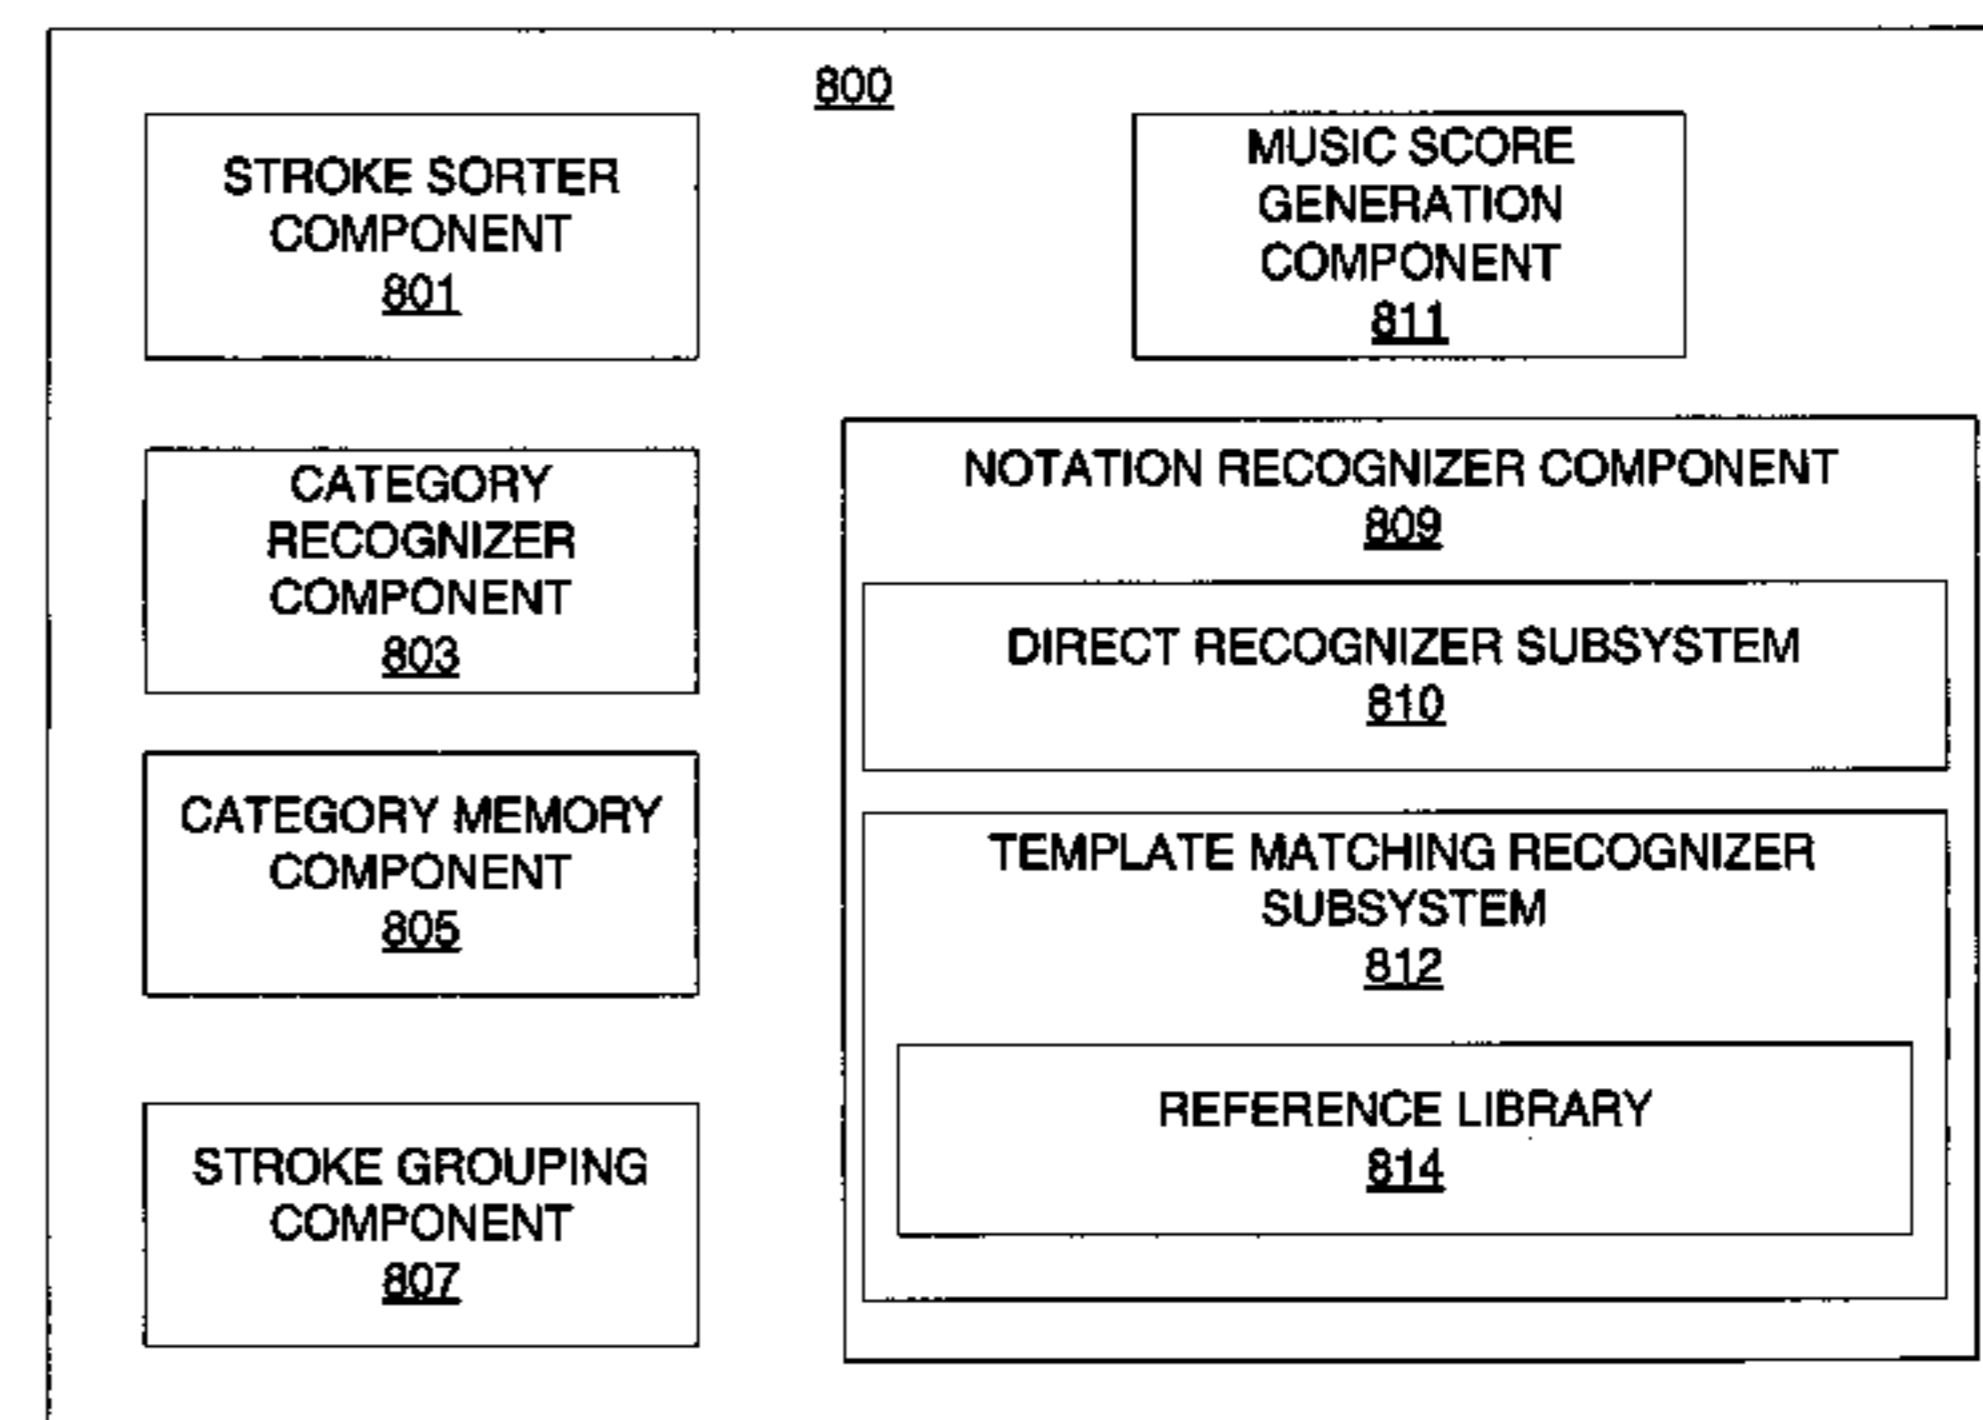 800
STROKE SORTER
COMPONENT
801
MUSIC SCORE
GENERATION
COMPONENT
811
CATEGORY
RECOGNIZER
COMPONENT
803
CATEGORY MEMORY
COMPONENT
805
STROKE GROUPING
COMPONENT
807
NOTATION RECOGNIZER COMPONENT
809
DIRECT RECOGNIZER SUBSYSTEM
810
TEMPLATE MATCHING RECOGNIZER
SUBSYSTEM
812
REFERENCE LIBRARY
814